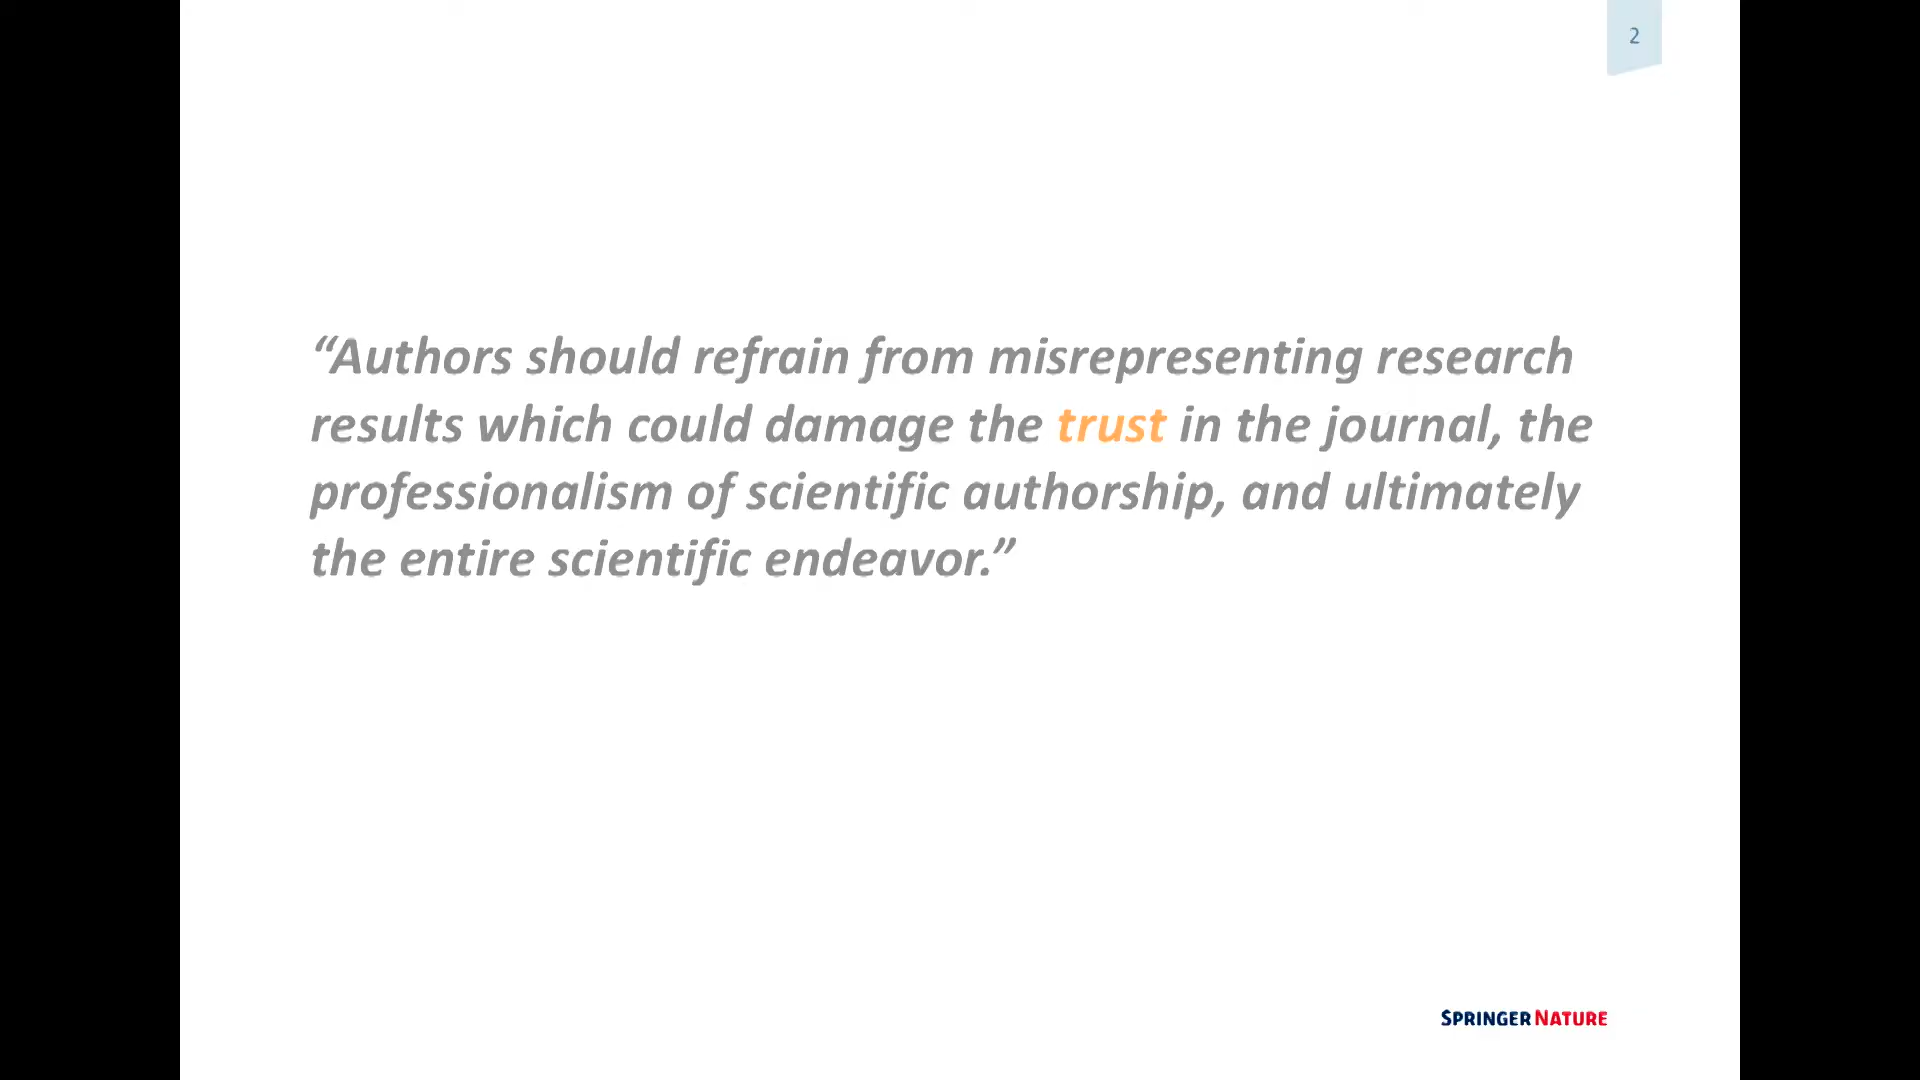 2
“Authors should refrain from misrepresenting research
results which could damage the trust in the journal, the
professionalism of scientific authorship, and ultimately
the entire scientific endeavor.”
SPRINGER NATURE